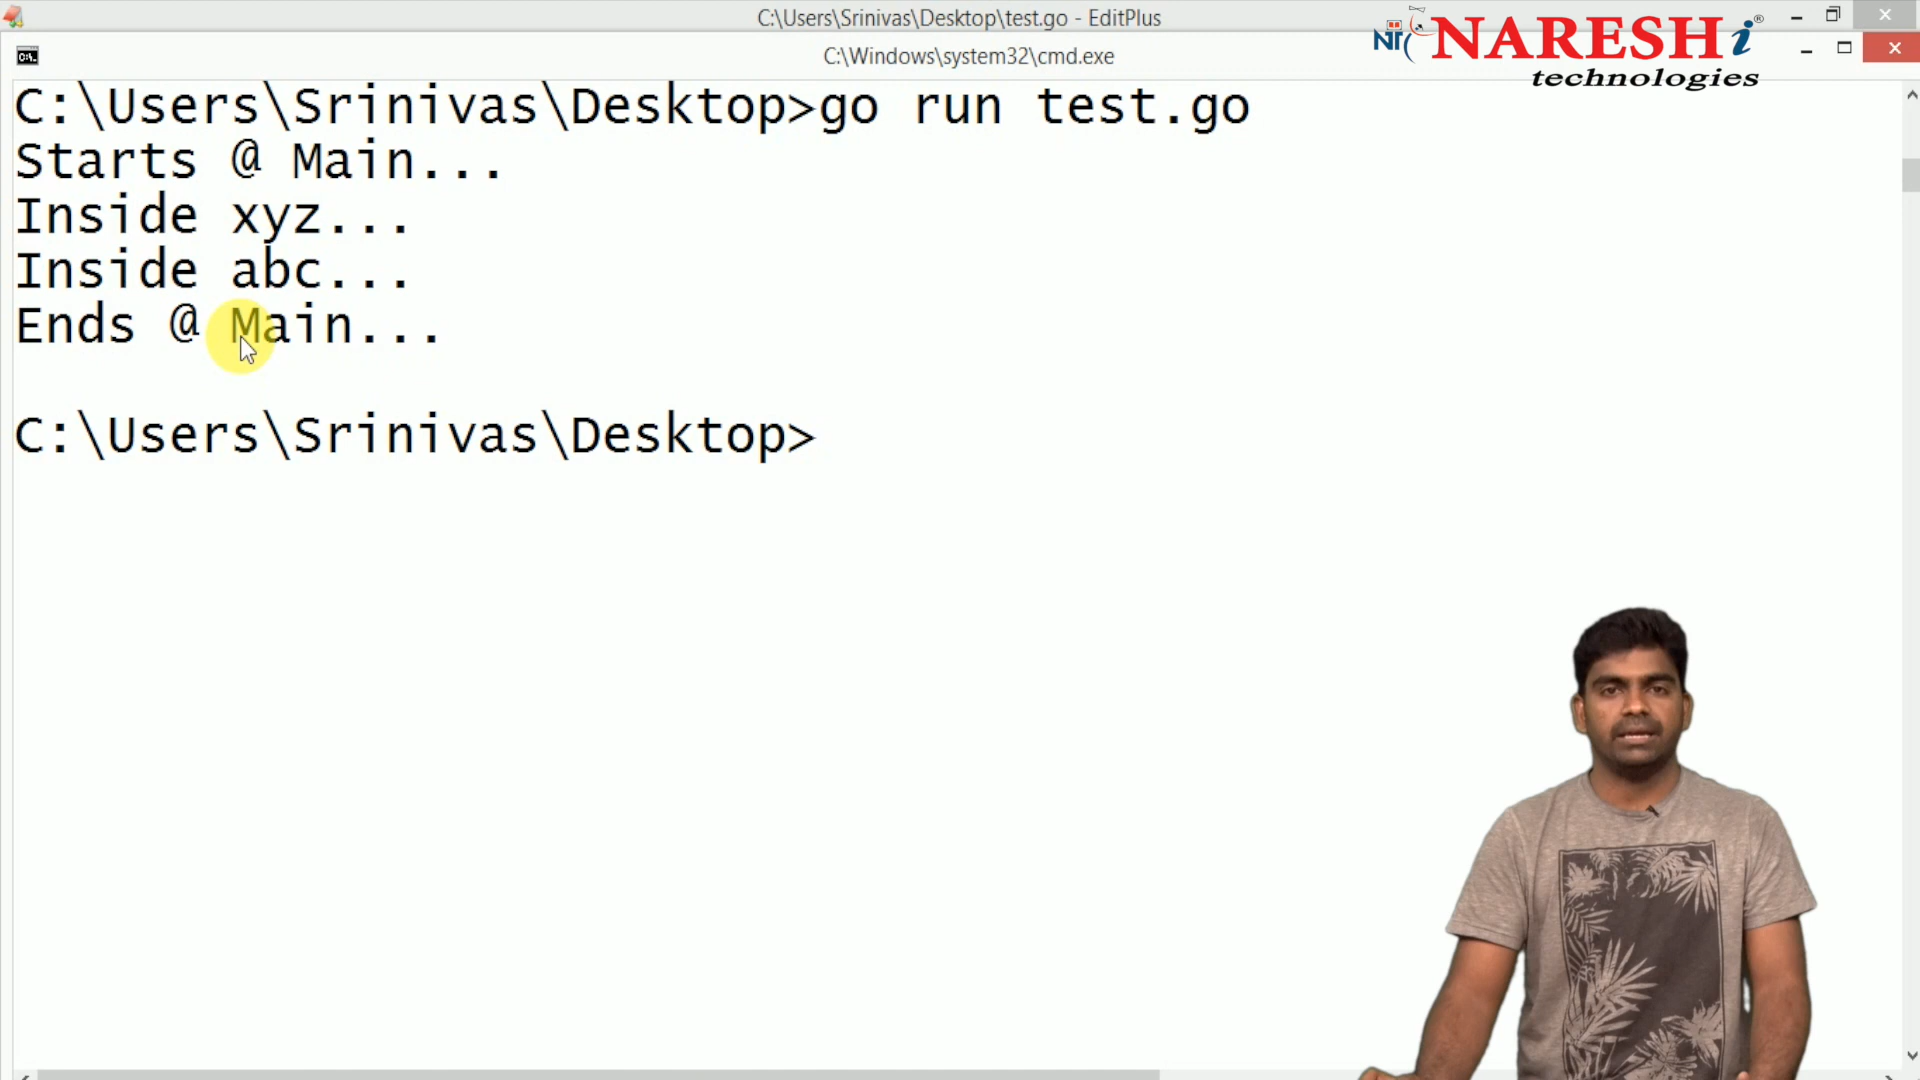 C:\Users\Srinivas\Desktop\test.go - EditPlus
C:\Windows\system32\cmd.exe
NT
NARESH i ®
technologies
C:\Users\Srinivas\Desktop>go run test.go
Starts @ Main...
Inside xyz...
Inside abc...
Ends @ Main...
C:\Users\Srinivas\Desktop>